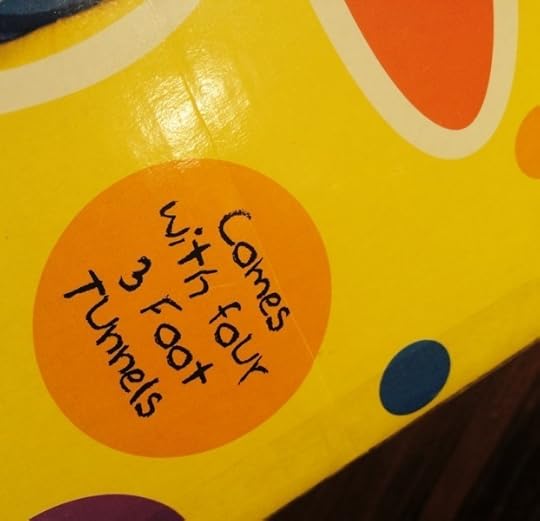 Comes
with four
3 Foot
Tunnels